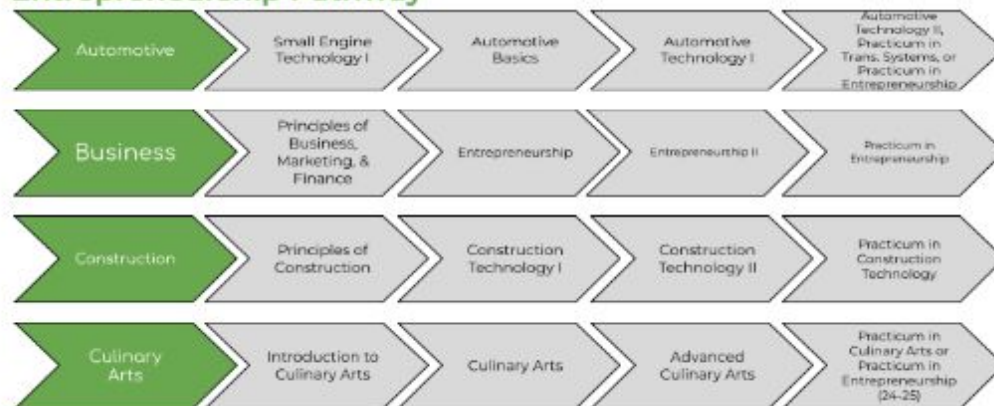 Entrepreneurship Pathway
Automotive
Small Engine
Technology I
Automotive
Basics
Automotive
Technology I
Automotive
Technology II,
Practicum in
Trans. Systems, or
Practicum in
Entrepreneurship
Business
Principles of
Business,
Marketing, &
Finance
Entrepreneurship
Entrepreneurship II
Practicum in
Entrepreneurship
Construction
Principles of
Construction
Construction
Technology I
Construction
Technology II
Practicum in
Construction
Technology
Culinary
Arts
Introduction to
Culinary Arts
Culinary Arts
Advanced
Culinary Arts
Practicum in
Culinary Arts or
Practicum in
Entrepreneurship
(24-25)